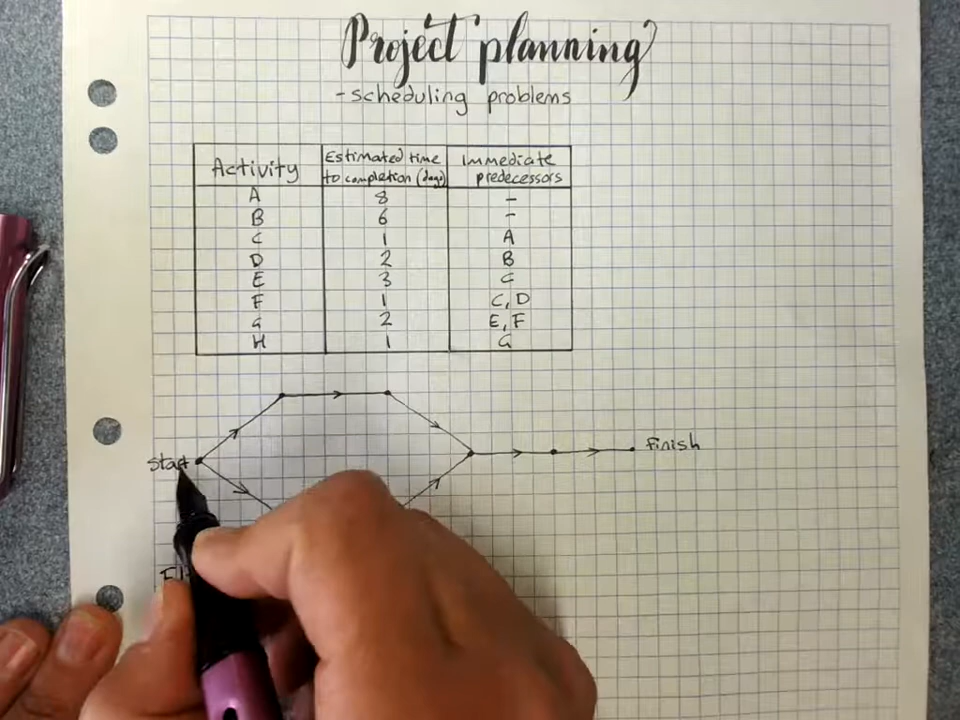 Project planning
- scheduling problems
Activity Estimated time to completion (days) Immediate predecessors
A 8 -
B 6 -
C 1 A
D 2 B
E 3 C
F 1 C, D
G 2 E, F
H 1 G
Start
Finish